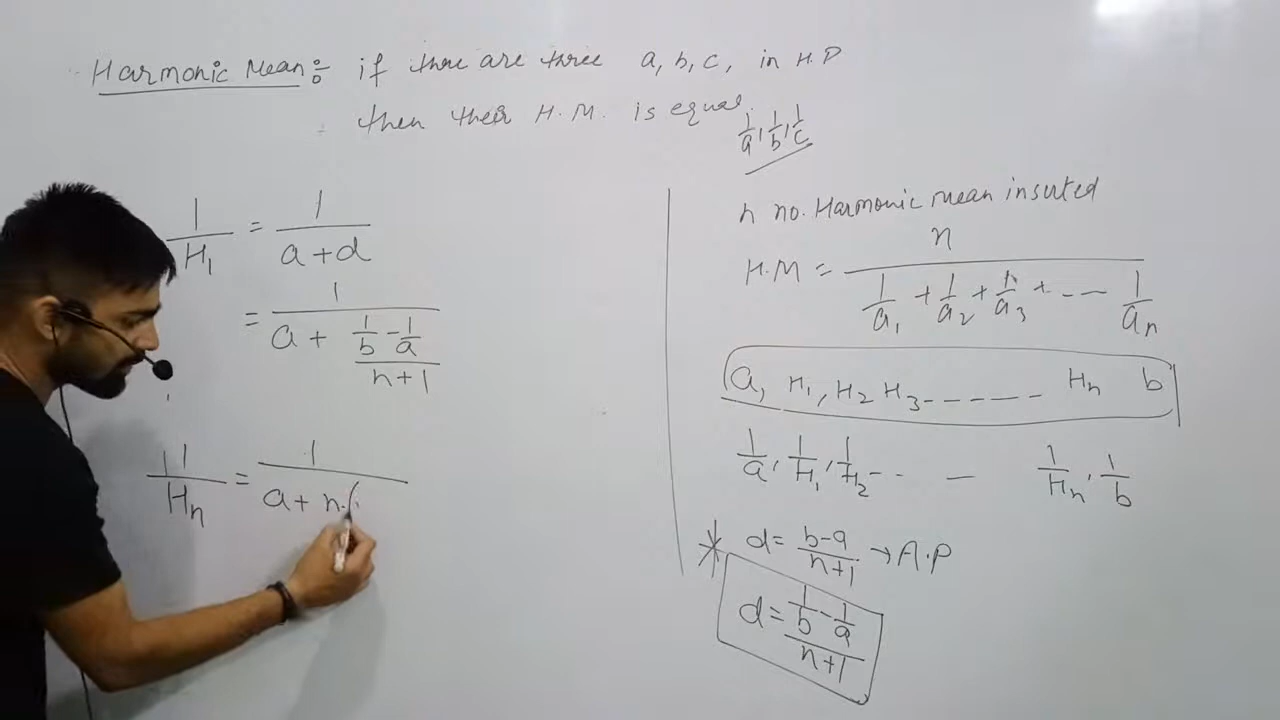 Harmonic Mean: if there are three a, b, c, in H.P
then their H.M. is equal
1/a, 1/b, 1/c
1/H₁ = 1/(a+d)
= 1/(a + (1/b - 1/a)/(n+1))
1/Hₙ = 1/(a + n.(
n no. Harmonic mean inserted
H.M = n/(1/a₁ + 1/a₂ + 1/a₃ + ---- 1/aₙ)
a, H₁, H₂ H₃ ------ Hₙ b
1/a, 1/H₁, 1/H₂ -- - 1/Hₙ, 1/b
* d = (b-a)/(n+1) → A.P
d = (1/b - 1/a)/(n+1)